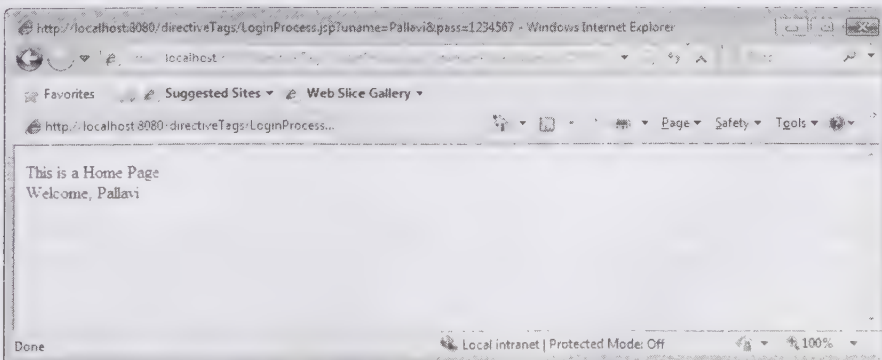 http://localhost:8080/directiveTags/LoginProcess.jsp?uname=Pallavi&pass=1234567 - Windows Internet Explorer
localhost
Favorites Suggested Sites ▾ Web Slice Gallery ▾
http://localhost:8080/directiveTags/LoginProcess... Page ▾ Safety ▾ Tools ▾
This is a Home Page
Welcome, Pallavi
Done Local intranet | Protected Mode: Off 100%